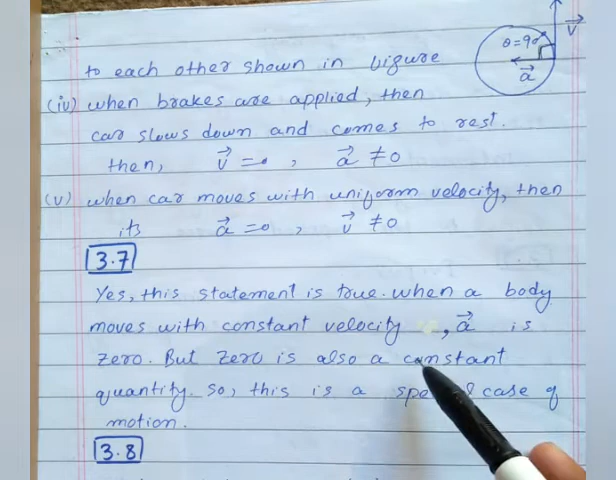 θ=90°
v⃗
a⃗
to each other shown in figure
(iv) when brakes are applied, then
car slows down and comes to rest.
then, v⃗ =0 , a⃗ ≠0
(v) when car moves with uniform velocity, then
its a⃗ =0 , v⃗ ≠0
3.7
Yes, this statement is true. when a body
moves with constant velocity , a⃗ is
zero. But zero is also a constant
quantity. so, this is a case of
motion.
3.8